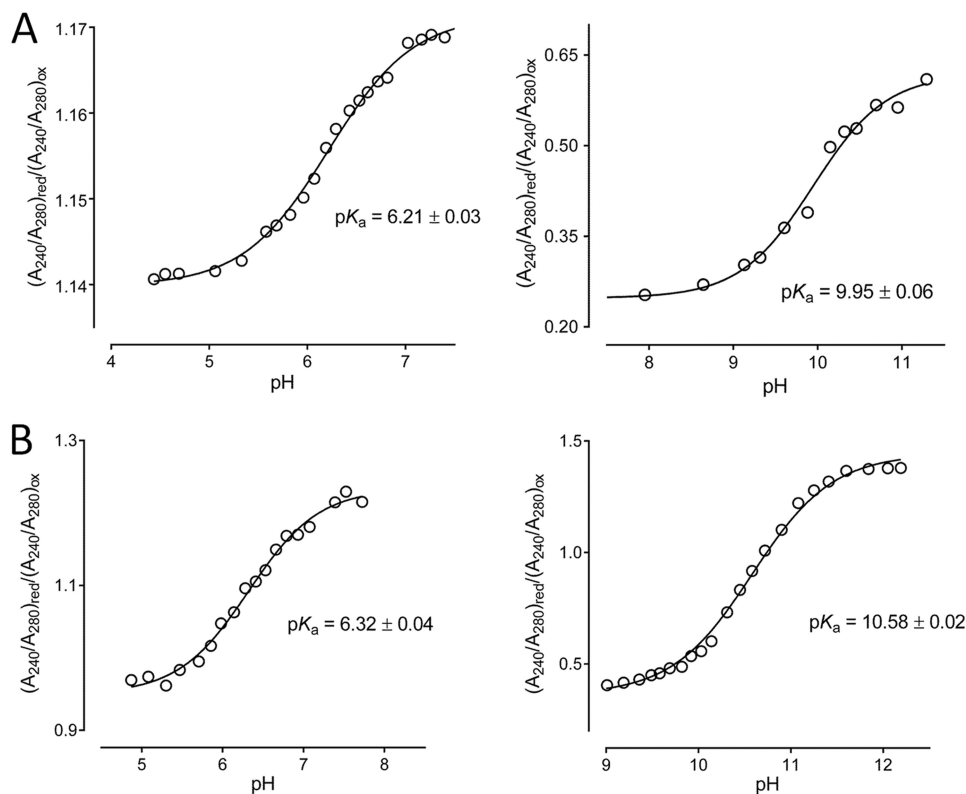 A
(A240/A280)red/(A240/A280)ox
1.17
1.16
1.15
1.14
pKa = 6.21 ± 0.03
4 5 6 7
pH
(A240/A280)red/(A240/A280)ox
0.65
0.50
0.35
0.20
pKa = 9.95 ± 0.06
8 9 10 11
pH
B
(A240/A280)red/(A240/A280)ox
1.3
1.1
0.9
pKa = 6.32 ± 0.04
5 6 7 8
pH
(A240/A280)red/(A240/A280)ox
1.5
1.0
0.5
pKa = 10.58 ± 0.02
9 10 11 12
pH